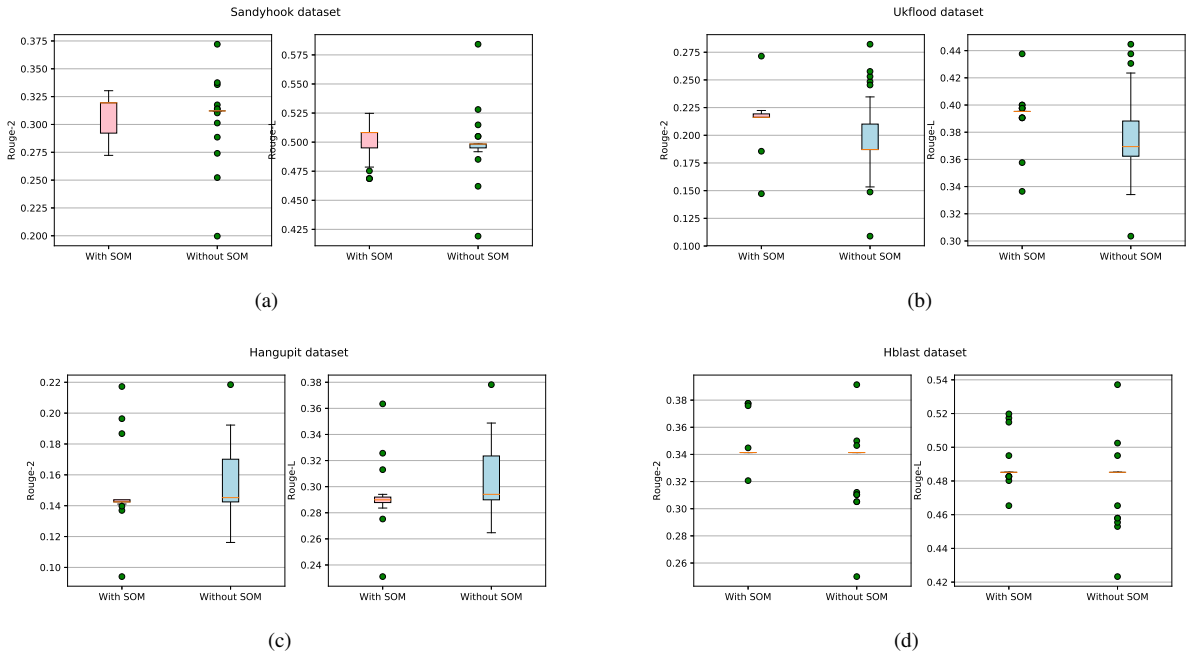 Sandyhook dataset
0.375
0.350
0.325
0.300
0.275
0.250
0.225
0.200
Rouge-2
With SOM
Without SOM
0.575
0.550
0.525
0.500
0.475
0.450
0.425
Rouge-L
With SOM
Without SOM
(a)
Ukflood dataset
0.275
0.250
0.225
0.200
0.175
0.150
0.125
0.100
Rouge-2
With SOM
Without SOM
0.44
0.42
0.40
0.38
0.36
0.34
0.32
0.30
Rouge-L
With SOM
Without SOM
(b)
Hangupit dataset
0.22
0.20
0.18
0.16
0.14
0.12
0.10
Rouge-2
With SOM
Without SOM
0.38
0.36
0.34
0.32
0.30
0.28
0.26
0.24
Rouge-L
With SOM
Without SOM
(c)
Hblast dataset
0.38
0.36
0.34
0.32
0.30
0.28
0.26
Rouge-2
With SOM
Without SOM
0.54
0.52
0.50
0.48
0.46
0.44
0.42
Rouge-L
With SOM
Without SOM
(d)